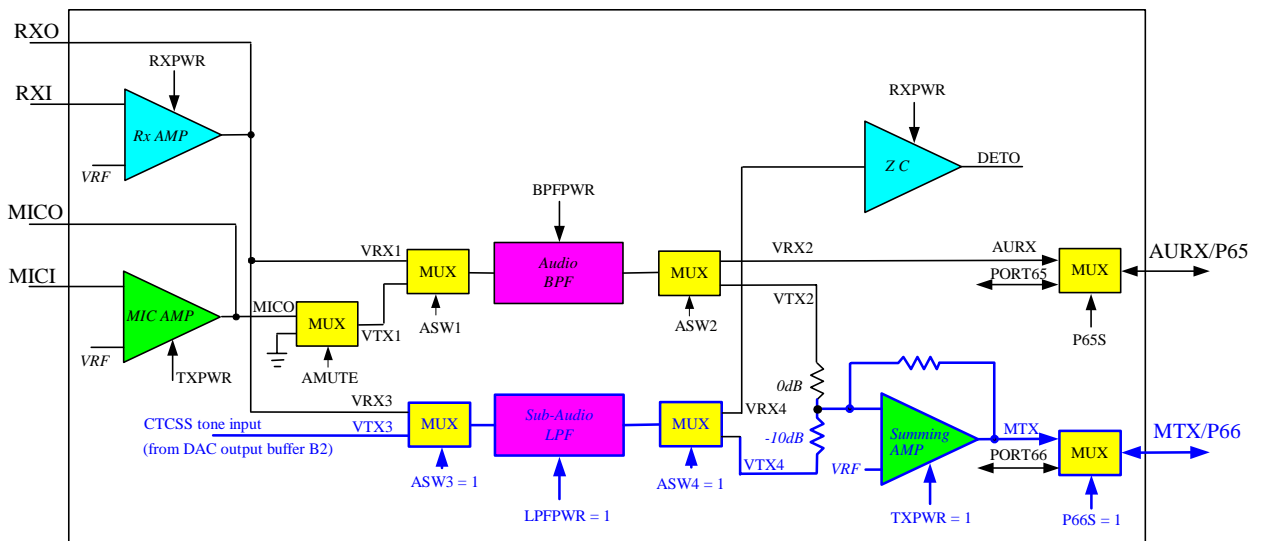 RXO
RXPWR
RXI
Rx AMP
VRF
RXPWR
Z C
DETO
MICO
BPFPWR
MICI
MIC AMP
VRF
MICO
MUX
VTX1
AMUTE
TXPWR
VRX1
MUX
ASW1
Audio
BPF
MUX
ASW2
VRX2
VTX2
AURX
PORT65
MUX
P65S
AURX/P65
VRX3
VTX3
CTCSS tone input
(from DAC output buffer B2)
MUX
ASW3 = 1
Sub-Audio
LPF
LPFPWR = 1
MUX
ASW4 = 1
VRX4
VTX4
0dB
-10dB
Summing
AMP
VRF
TXPWR = 1
MTX
PORT66
MUX
P66S = 1
MTX/P66